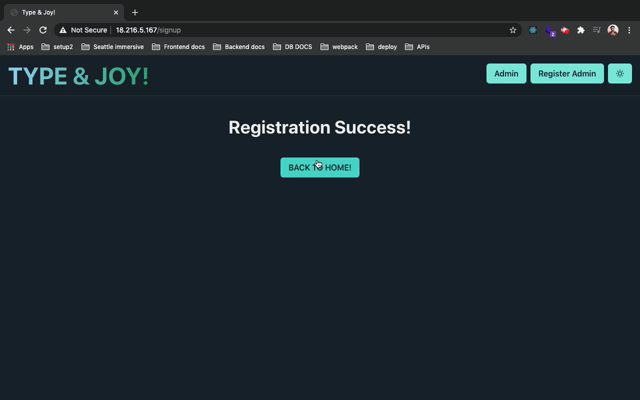 Type & Joy!
Not Secure
18.216.5.167/signup
Apps
setup2
Seattle immersive
Frontend docs
Backend docs
DB DOCS
webpack
deploy
APIs
TYPE & JOY!
Admin
Register Admin
Registration Success!
BACK TO HOME!